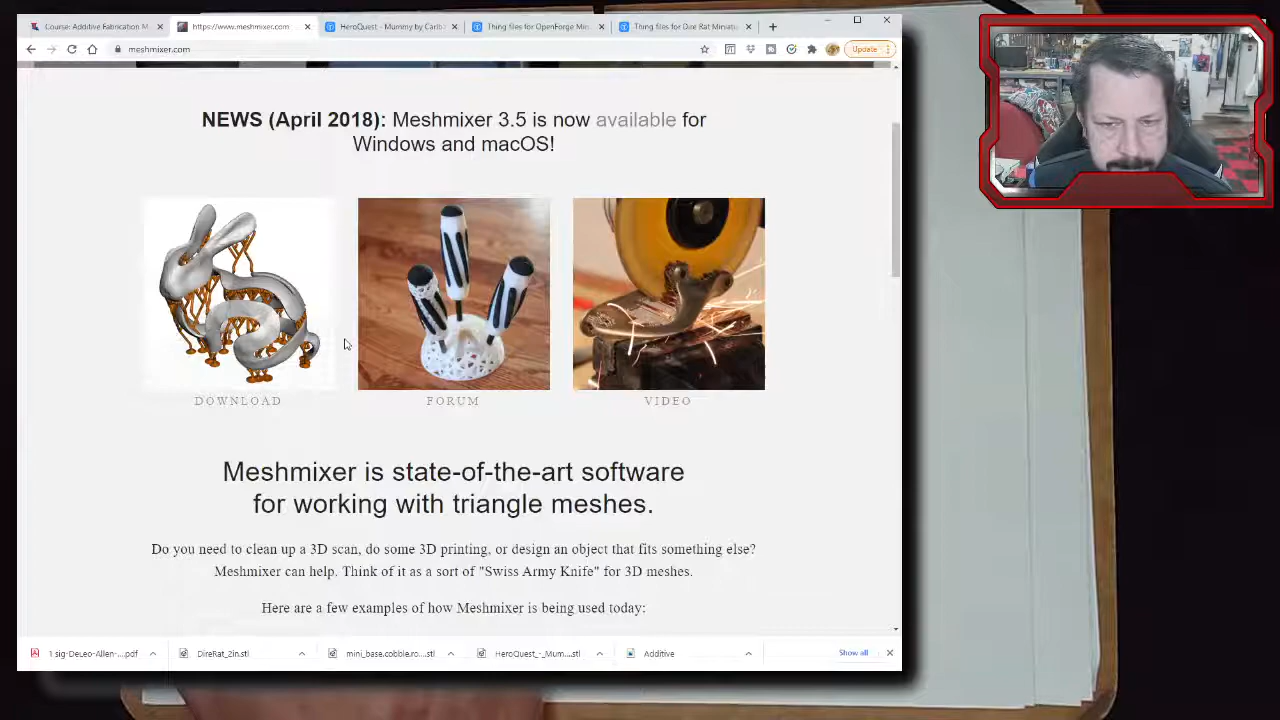 Course: Additive Fabrication M
https://www.meshmixer.com
HeroQuest - Mummy by Carib
Thing files for OpenForge Min
Thing files for Dire Rat Miniatu
meshmixer.com
Update
NEWS (April 2018): Meshmixer 3.5 is now available for
Windows and macOS!
DOWNLOAD
FORUM
VIDEO
Meshmixer is state-of-the-art software
for working with triangle meshes.
Do you need to clean up a 3D scan, do some 3D printing, or design an object that fits something else?
Meshmixer can help. Think of it as a sort of "Swiss Army Knife" for 3D meshes.
Here are a few examples of how Meshmixer is being used today:
1 sig-DeLeo-Allen-....pdf
DireRat_2in.stl
mini_base.cobble.ro....stl
HeroQuest_-_Mum....stl
Additive
Show all